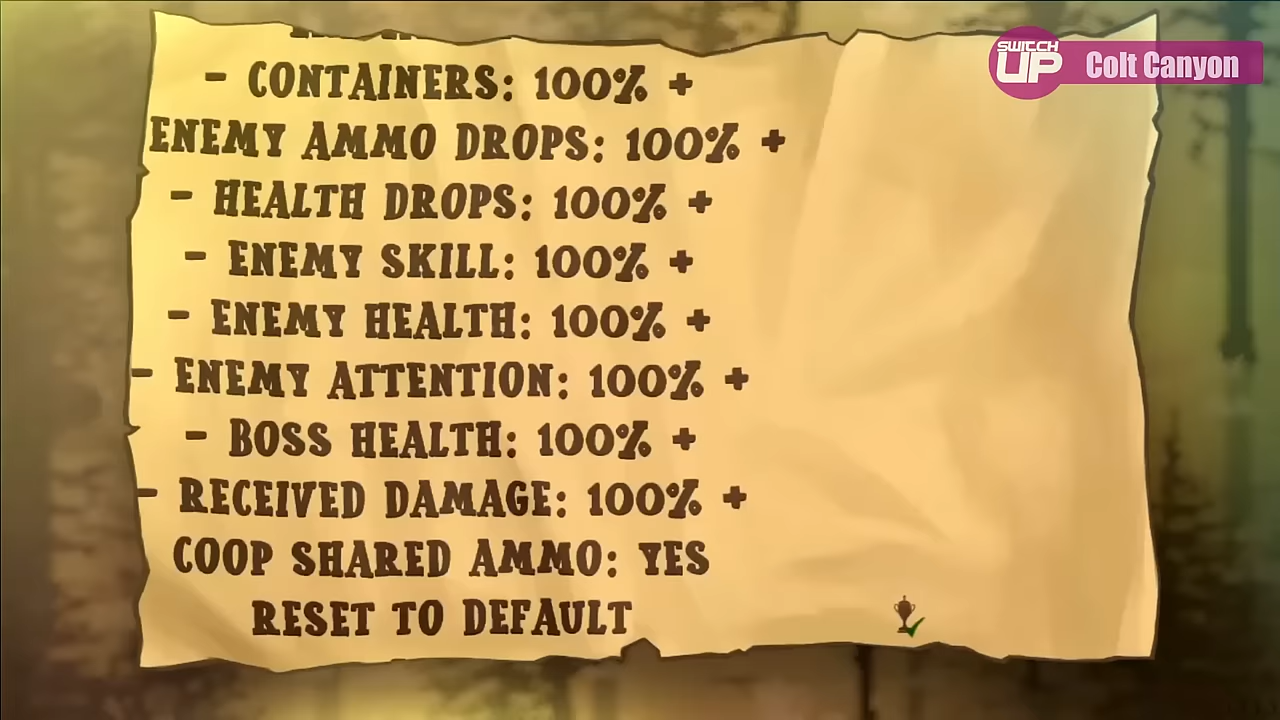 SWITCH UP Colt Canyon
- CONTAINERS: 100% +
ENEMY AMMO DROPS: 100% +
- HEALTH DROPS: 100% +
- ENEMY SKILL: 100% +
- ENEMY HEALTH: 100% +
- ENEMY ATTENTION: 100% +
- BOSS HEALTH: 100% +
- RECEIVED DAMAGE: 100% +
COOP SHARED AMMO: YES
RESET TO DEFAULT